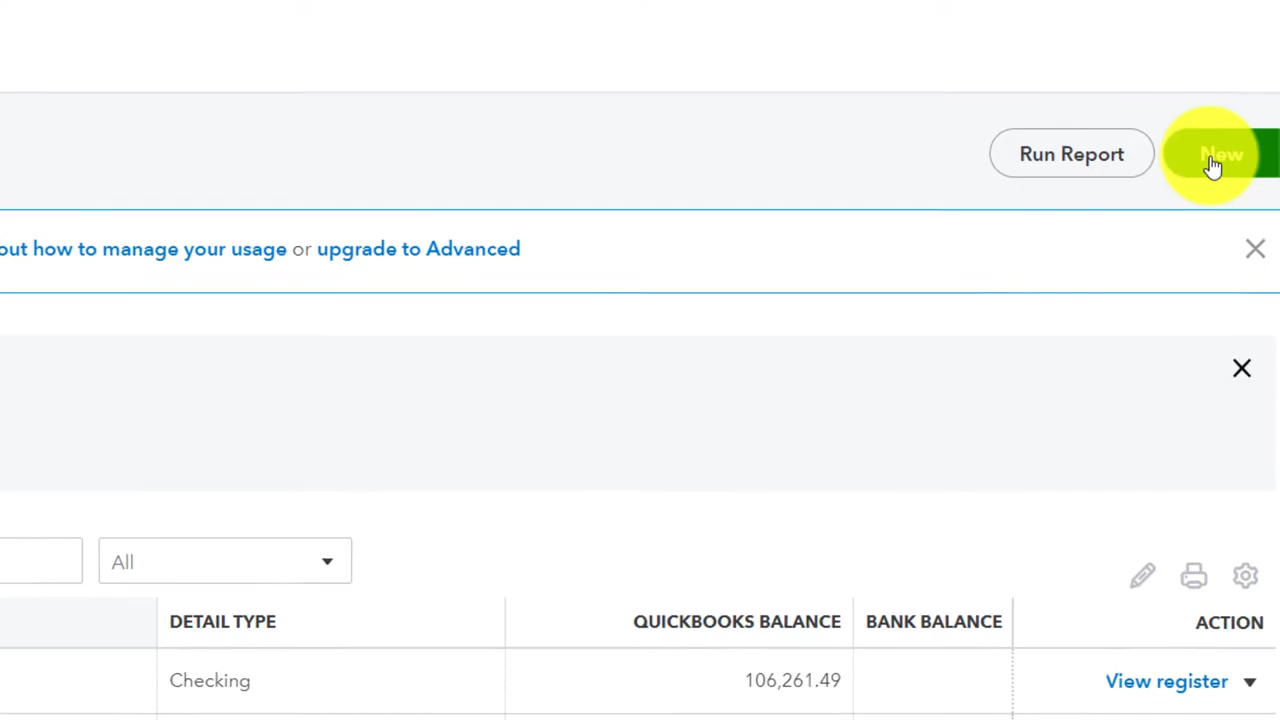 Run Report New
out how to manage your usage or upgrade to Advanced
All
DETAIL TYPE QUICKBOOKS BALANCE BANK BALANCE ACTION
Checking 106,261.49 View register